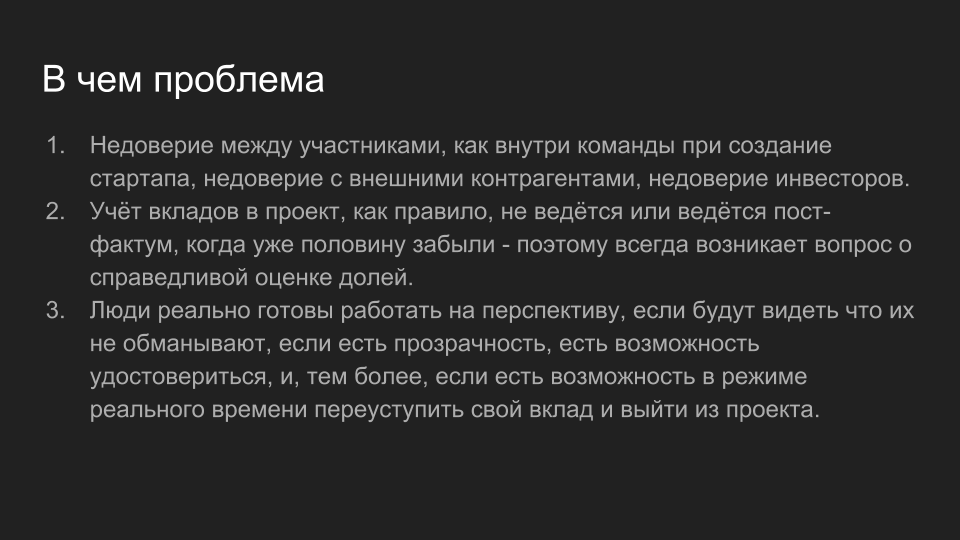 В чем проблема
1. Недоверие между участниками, как внутри команды при создание
стартапа, недоверие с внешними контрагентами, недоверие инвесторов.
2. Учёт вкладов в проект, как правило, не ведётся или ведётся пост-
фактум, когда уже половину забыли - поэтому всегда возникает вопрос о
справедливой оценке долей.
3. Люди реально готовы работать на перспективу, если будут видеть что их
не обманывают, если есть прозрачность, есть возможность
удостовериться, и, тем более, если есть возможность в режиме
реального времени переуступить свой вклад и выйти из проекта.